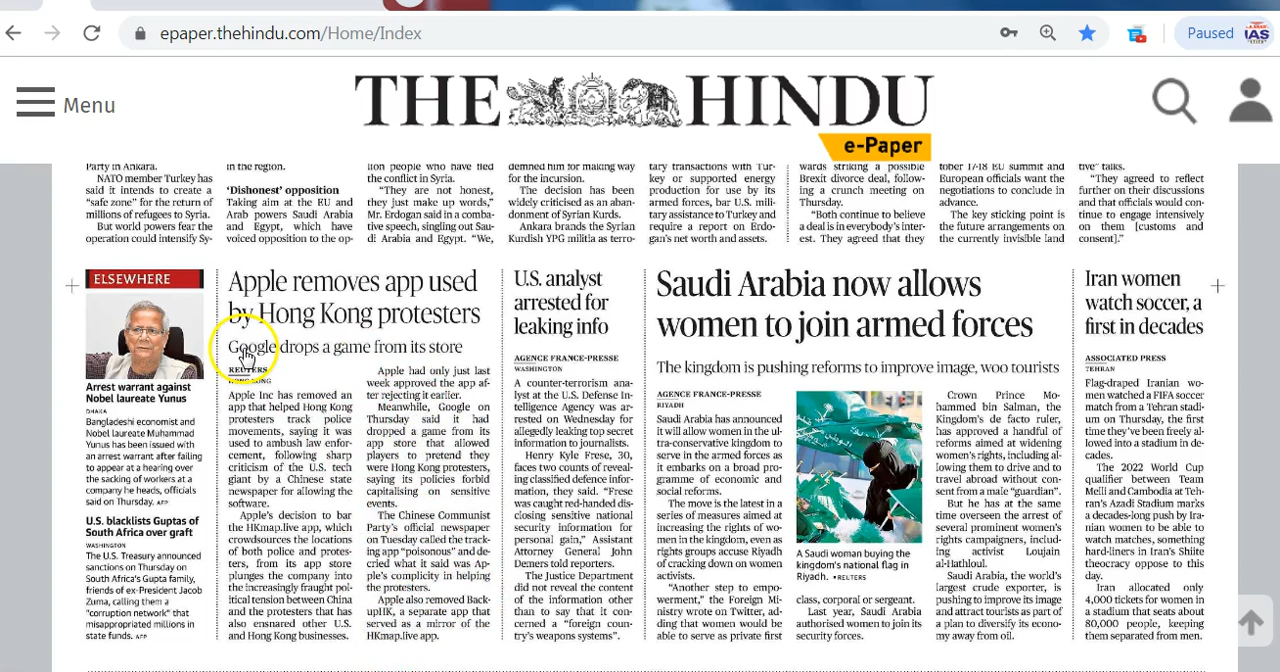 epaper.thehindu.com/Home/Index
Paused
IAS
Menu
THE HINDU
e-Paper
Party in Ankara.
NATO member Turkey has
said it intends to create a
“safe zone” for the return of
millions of refugees to Syria.
But world powers fear the
operation could intensify Sy-
in the region.
‘Dishonest’ opposition
Taking aim at the EU and
Arab powers Saudi Arabia
and Egypt, which have
voiced opposition to the op-
lion people who have fled
the conflict in Syria.
“They are not honest,
they just make up words,”
Mr. Erdogan said in a comba-
tive speech, singling out Sau-
di Arabia and Egypt. “We,
demned him for making way
for the incursion.
The decision has been
widely criticised as an aban-
donment of Syrian Kurds.
Ankara brands the Syrian
Kurdish YPG militia as terro-
tary transactions with Tur-
key or supported energy
production for use by its
armed forces, bar U.S. mili-
tary assistance to Turkey and
require a report on Erdo-
gan’s net worth and assets.
wards striking a possible
Brexit divorce deal, follow-
ing a crunch meeting on
Thursday.
“Both continue to believe
a deal is in everybody’s inter-
est. They agreed that they
tober 17-18 EU summit and
European officials want the
negotiations to conclude in
advance.
The key sticking point is
the future arrangements on
the currently invisible land
tive” talks.
“They agreed to reflect
further on their discussions
and that officials would con-
tinue to engage intensively
on them [customs and
consent].”
ELSEWHERE
Arrest warrant against
Nobel laureate Yunus
DHAKA
Bangladeshi economist and
Nobel laureate Muhammad
Yunus has been issued with
an arrest warrant after failing
to appear at a hearing over
the sacking of workers at a
company he heads, officials
said on Thursday. AFP
U.S. blacklists Guptas of
South Africa over graft
WASHINGTON
The U.S. Treasury announced
sanctions on Thursday on
South Africa’s Gupta family,
friends of ex-President Jacob
Zuma, calling them a
“corruption network” that
misappropriated millions in
state funds. AFP
Apple removes app used
by Hong Kong protesters
Google drops a game from its store
REUTERS
HONG KONG
Apple Inc has removed an
app that helped Hong Kong
protesters track police
movements, saying it was
used to ambush law enfor-
cement, following sharp
criticism of the U.S. tech
giant by a Chinese state
newspaper for allowing the
software.
Apple’s decision to bar
the HKmap.live app, which
crowdsources the locations
of both police and protes-
ters, from its app store
plunges the company into
the increasingly fraught pol-
itical tension between China
and the protesters that has
also ensnared other U.S.
and Hong Kong businesses.
Apple had only just last
week approved the app af-
ter rejecting it earlier.
Meanwhile, Google on
Thursday said it had
dropped a game from its
app store that allowed
players to pretend they
were Hong Kong protesters,
saying its policies forbid
capitalising on sensitive
events.
The Chinese Communist
Party’s official newspaper
on Tuesday called the track-
ing app “poisonous” and de-
cried what it said was Ap-
ple’s complicity in helping
the protesters.
Apple also removed Back-
upHK, a separate app that
served as a mirror of the
HKmap.live app.
U.S. analyst
arrested for
leaking info
AGENCE FRANCE-PRESSE
WASHINGTON
A counter-terrorism ana-
lyst at the U.S. Defense In-
telligence Agency was ar-
rested on Wednesday for
allegedly leaking top secret
information to journalists.
Henry Kyle Frese, 30,
faces two counts of reveal-
ing classified defence infor-
mation, they said. “Frese
was caught red-handed dis-
closing sensitive national
security information for
personal gain,” Assistant
Attorney General John
Demers told reporters.
The Justice Department
did not reveal the content
of the information other
than to say that it con-
cerned a “foreign coun-
try’s weapons systems”.
Saudi Arabia now allows
women to join armed forces
The kingdom is pushing reforms to improve image, woo tourists
AGENCE FRANCE-PRESSE
RIYADH
Saudi Arabia has announced
it will allow women in the ul-
tra-conservative kingdom to
serve in the armed forces as
it embarks on a broad pro-
gramme of economic and
social reforms.
The move is the latest in a
series of measures aimed at
increasing the rights of wo-
men in the kingdom, even as
rights groups accuse Riyadh
of cracking down on women
activists.
“Another step to empo-
werment,” the Foreign Mi-
nistry wrote on Twitter, ad-
ding that women would be
able to serve as private first
A Saudi woman buying the
kingdom’s national flag in
Riyadh. •REUTERS
class, corporal or sergeant.
Last year, Saudi Arabia
authorised women to join its
security forces.
Crown Prince Mo-
hammed bin Salman, the
Kingdom’s de facto ruler,
has approved a handful of
reforms aimed at widening
women’s rights, including al-
lowing them to drive and to
travel abroad without con-
sent from a male “guardian”.
But he has at the same
time overseen the arrest of
several prominent women’s
rights campaigners, includ-
ing activist Loujain
al-Hathloul.
Saudi Arabia, the world’s
largest crude exporter, is
pushing to improve its image
and attract tourists as part of
a plan to diversify its econo-
my away from oil.
Iran women
watch soccer, a
first in decades
ASSOCIATED PRESS
TEHRAN
Flag-draped Iranian wo-
men watched a FIFA soccer
match from a Tehran stadi-
um on Thursday, the first
time they’ve been freely al-
lowed into a stadium in de-
cades.
The 2022 World Cup
qualifier between Team
Melli and Cambodia at Teh-
ran’s Azadi Stadium marks
a decades-long push by Ira-
nian women to be able to
watch matches, something
hard-liners in Iran’s Shiite
theocracy oppose to this
day.
Iran allocated only
4,000 tickets for women in
a stadium that seats about
80,000 people, keeping
them separated from men.